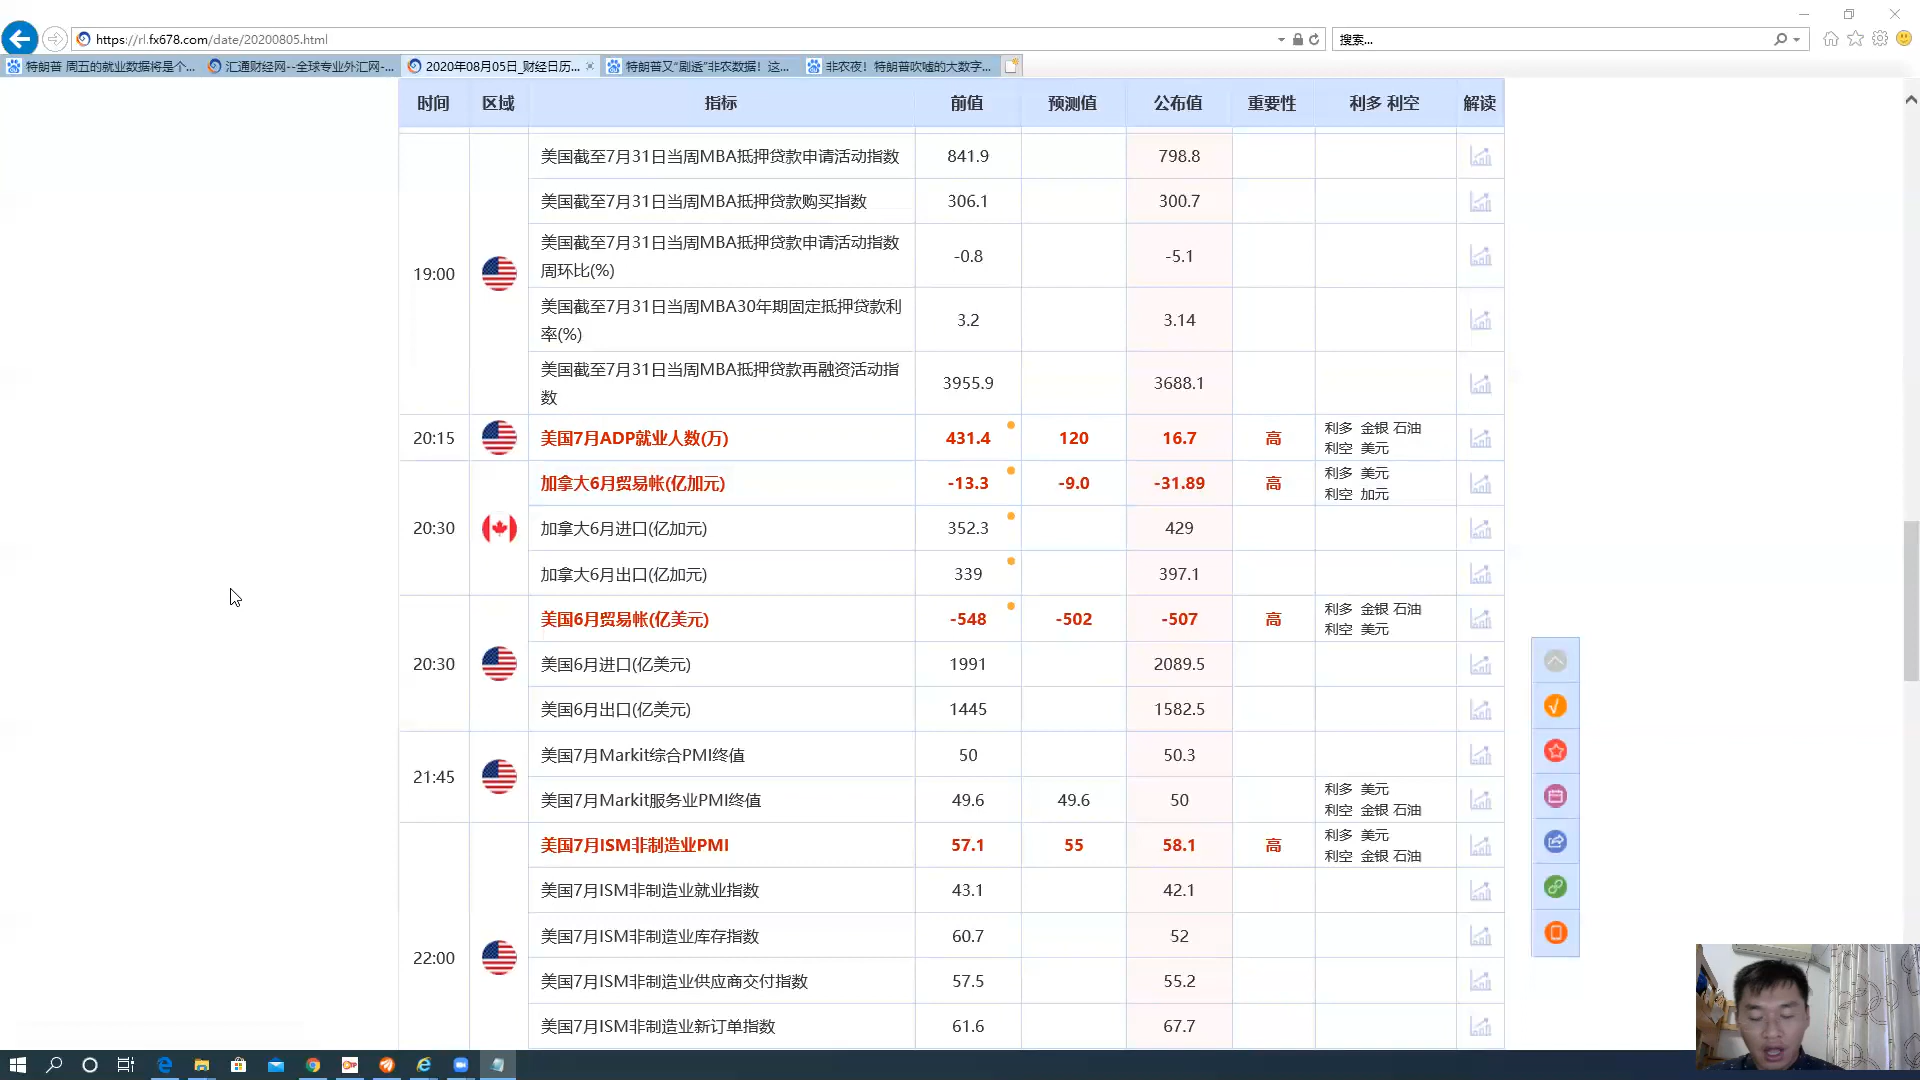 https://rl.fx678.com/date/20200805.html
搜索...
特朗普 周五的就业数据将是个...
汇通财经网--全球专业外汇网-...
2020年08月05日_财经日历...
特朗普又"剧透"非农数据！这...
非农夜！特朗普吹嘘的大数字...
时间 区域 指标 前值 预测值 公布值 重要性 利多 利空 解读
19:00
美国截至7月31日当周MBA抵押贷款申请活动指数 841.9 798.8
美国截至7月31日当周MBA抵押贷款购买指数 306.1 300.7
美国截至7月31日当周MBA抵押贷款申请活动指数
周环比(%) -0.8 -5.1
美国截至7月31日当周MBA30年期固定抵押贷款利
率(%) 3.2 3.14
美国截至7月31日当周MBA抵押贷款再融资活动指
数 3955.9 3688.1
20:15 美国7月ADP就业人数(万) 431.4 120 16.7 高 利多 金银 石油
利空 美元
20:30
加拿大6月贸易帐(亿加元) -13.3 -9.0 -31.89 高 利多 美元
利空 加元
加拿大6月进口(亿加元) 352.3 429
加拿大6月出口(亿加元) 339 397.1
20:30
美国6月贸易帐(亿美元) -548 -502 -507 高 利多 金银 石油
利空 美元
美国6月进口(亿美元) 1991 2089.5
美国6月出口(亿美元) 1445 1582.5
21:45
美国7月Markit综合PMI终值 50 50.3
美国7月Markit服务业PMI终值 49.6 49.6 50 利多 美元
利空 金银 石油
22:00
美国7月ISM非制造业PMI 57.1 55 58.1 高 利多 美元
利空 金银 石油
美国7月ISM非制造业就业指数 43.1 42.1
美国7月ISM非制造业库存指数 60.7 52
美国7月ISM非制造业供应商交付指数 57.5 55.2
美国7月ISM非制造业新订单指数 61.6 67.7